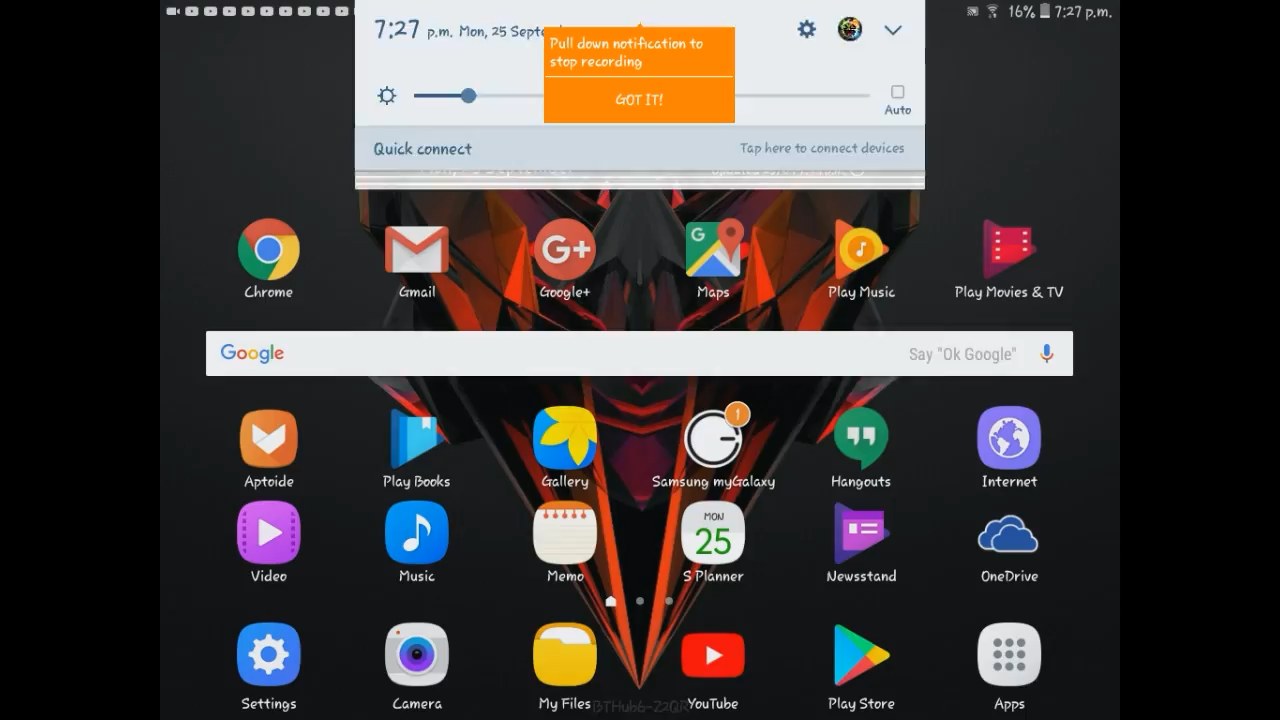 16% 7:27 p.m.
7:27 p.m. Mon, 25 Septe
Pull down notification to
stop recording
GOT IT!
Auto
Quick connect
Tap here to connect devices
Chrome
Gmail
G+
Google+
G
Maps
Play Music
Play Movies & TV
Google
Say "Ok Google"
1
Aptoide
Play Books
Gallery
Samsung myGalaxy
Hangouts
Internet
MON
25
Video
Music
Memo
S Planner
Newsstand
OneDrive
Settings
Camera
My Files
YouTube
Play Store
Apps